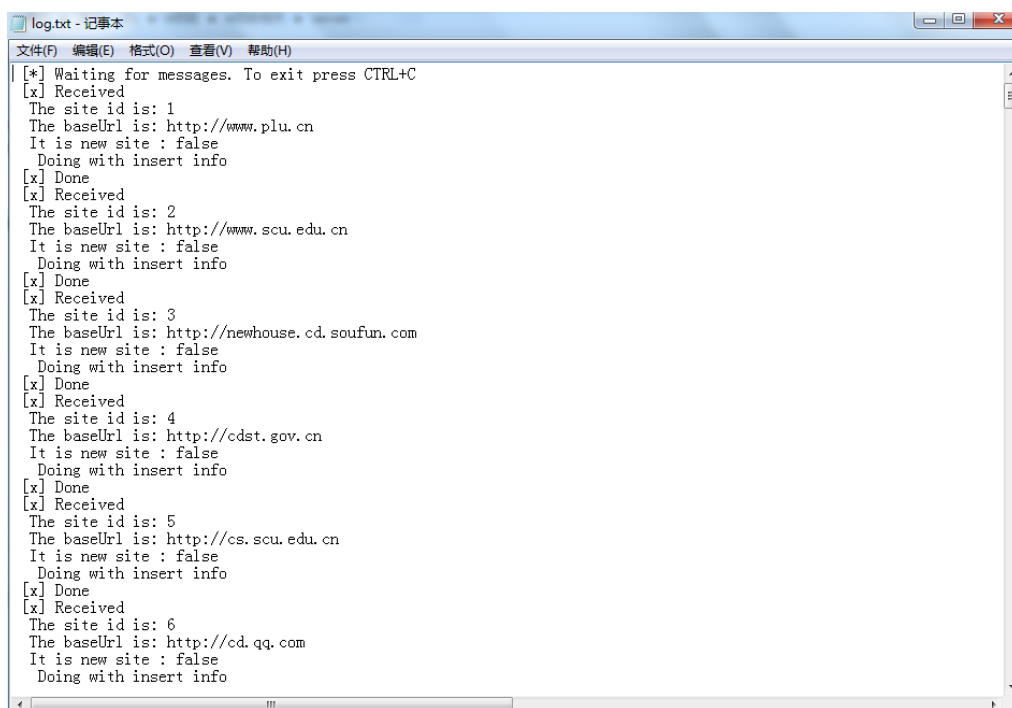 log.txt - 记事本
文件(F) 编辑(E) 格式(O) 查看(V) 帮助(H)
[*] Waiting for messages. To exit press CTRL+C
[x] Received
The site id is: 1
The baseUrl is: http://www.plu.cn
It is new site : false
Doing with insert info
[x] Done
[x] Received
The site id is: 2
The baseUrl is: http://www.scu.edu.cn
It is new site : false
Doing with insert info
[x] Done
[x] Received
The site id is: 3
The baseUrl is: http://newhouse.cd.soufun.com
It is new site : false
Doing with insert info
[x] Done
[x] Received
The site id is: 4
The baseUrl is: http://cdst.gov.cn
It is new site : false
Doing with insert info
[x] Done
[x] Received
The site id is: 5
The baseUrl is: http://cs.scu.edu.cn
It is new site : false
Doing with insert info
[x] Done
[x] Received
The site id is: 6
The baseUrl is: http://cd.qq.com
It is new site : false
Doing with insert info